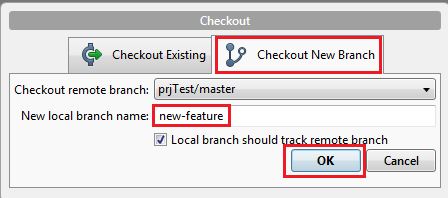 Checkout
Checkout Existing
Checkout New Branch
Checkout remote branch: prjTest/master
New local branch name: new-feature
Local branch should track remote branch
OK Cancel